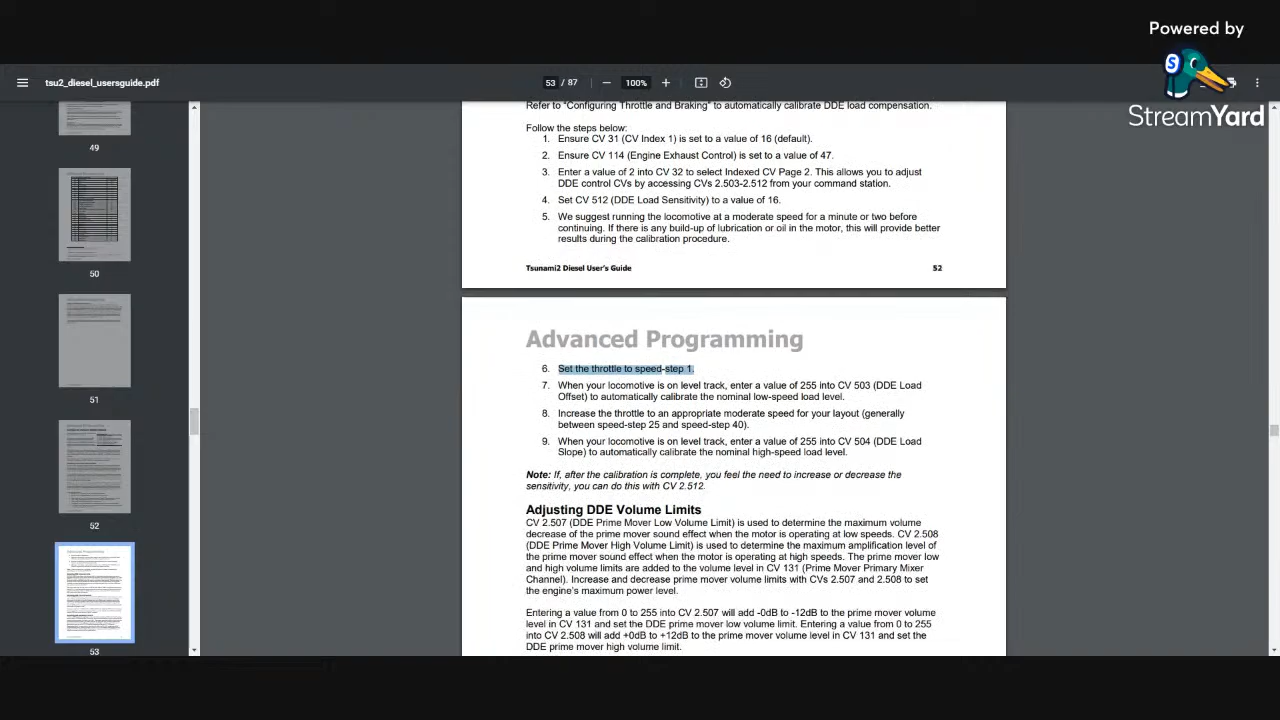 Powered by
StreamYard
tsu2_diesel_usersguide.pdf
53 / 87
100%
49
50
51
52
53
Refer to "Configuring Throttle and Braking" to automatically calibrate DDE load compensation.
Follow the steps below:
1. Ensure CV 31 (CV Index 1) is set to a value of 16 (default).
2. Ensure CV 114 (Engine Exhaust Control) is set to a value of 47.
3. Enter a value of 2 into CV 32 to select Indexed CV Page 2. This allows you to adjust
DDE control CVs by accessing CVs 2.503-2.512 from your command station.
4. Set CV 512 (DDE Load Sensitivity) to a value of 16.
5. We suggest running the locomotive at a moderate speed for a minute or two before
continuing. If there is any build-up of lubrication or oil in the motor, this will provide better
results during the calibration procedure.
Tsunami2 Diesel User's Guide 52
Advanced Programming
6. Set the throttle to speed-step 1.
7. When your locomotive is on level track, enter a value of 255 into CV 503 (DDE Load
Offset) to automatically calibrate the nominal low-speed load level.
8. Increase the throttle to an appropriate moderate speed for your layout (generally
between speed-step 25 and speed-step 40).
9. When your locomotive is on level track, enter a value of 255 into CV 504 (DDE Load
Slope) to automatically calibrate the nominal high-speed load level.
Note: If, after the calibration is complete, you feel the need to increase or decrease the
sensitivity, you can do this with CV 2.512.
Adjusting DDE Volume Limits
CV 2.507 (DDE Prime Mover Low Volume Limit) is used to determine the maximum volume
decrease of the prime mover sound effect when the motor is operating at low speeds. CV 2.508
(DDE Prime Mover High Volume Limit) is used to determine the maximum amplification level of
the prime mover sound effect when the motor is operating at high speeds. The prime mover low
and high volume limits are added to the volume level in CV 131 (Prime Mover Primary Mixer
Channel). Increase and decrease prime mover volume limits with CVs 2.507 and 2.508 to set
the engine's maximum power level.
Entering a value from 0 to 255 into CV 2.507 will add -0dB to -12dB to the prime mover volume
level in CV 131 and set the DDE prime mover low volume limit. Entering a value from 0 to 255
into CV 2.508 will add +0dB to +12dB to the prime mover volume level in CV 131 and set the
DDE prime mover high volume limit.